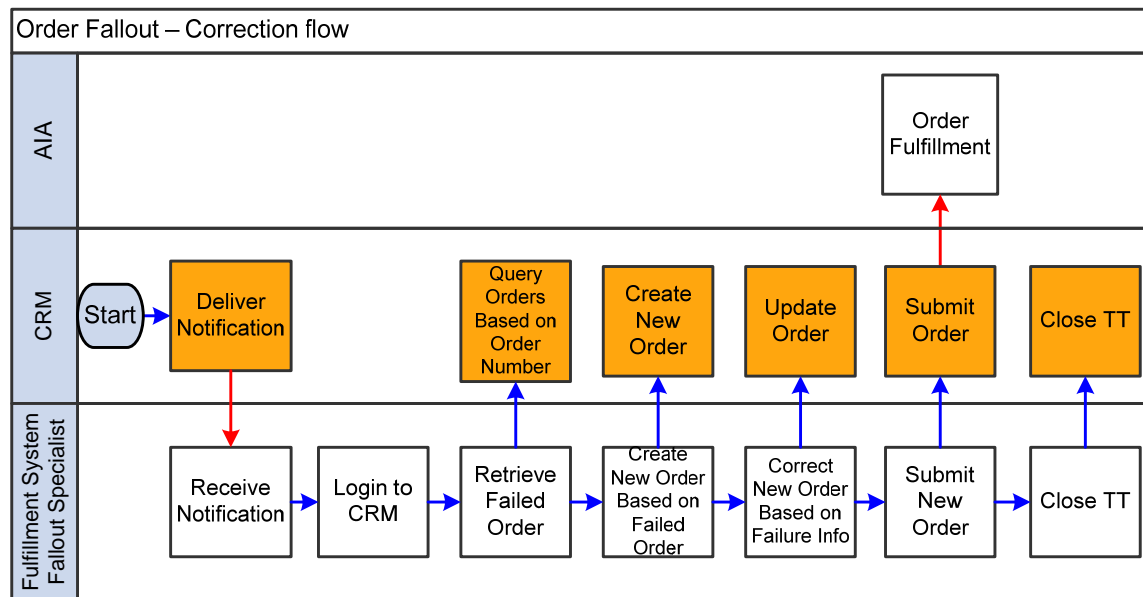 Order Fallout – Correction flow
AIA
Order
Fulfillment
CRM
Start
Deliver
Notification
Query
Orders
Based on
Order
Number
Create
New
Order
Update
Order
Submit
Order
Close TT
Fulfillment System
Fallout Specialist
Receive
Notification
Login to
CRM
Retrieve
Failed
Order
Create
New Order
Based on
Failed
Order
Correct
New Order
Based on
Failure Info
Submit
New
Order
Close TT